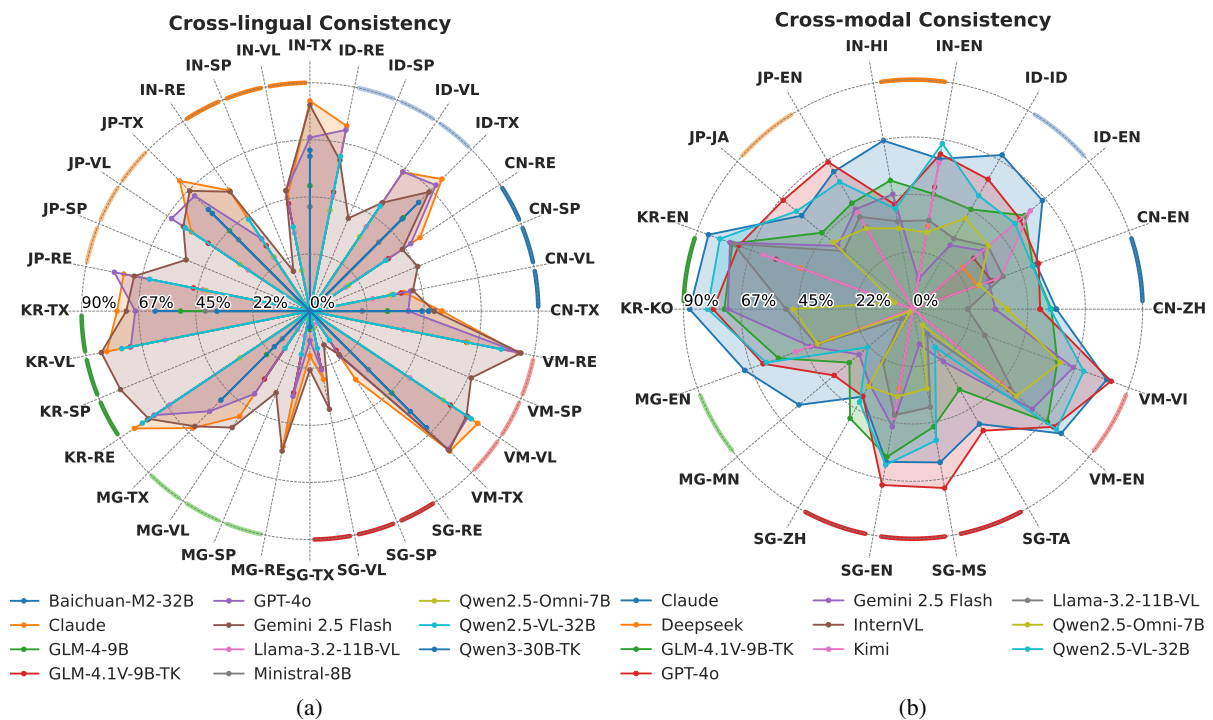 Cross-lingual Consistency
IN-TX
ID-RE
ID-SP
ID-VL
ID-TX
CN-RE
CN-SP
CN-VL
CN-TX
VM-RE
VM-SP
VM-VL
VM-TX
SG-RE
SG-SP
SG-VL
SG-TX
MG-RE
MG-SP
MG-VL
MG-TX
KR-RE
KR-SP
KR-VL
KR-TX
JP-RE
JP-SP
JP-VL
JP-TX
IN-RE
IN-SP
IN-VL
90% 67% 45% 22% 0%
Baichuan-M2-32B
Claude
GLM-4-9B
GLM-4.1V-9B-TK
GPT-4o
Gemini 2.5 Flash
Llama-3.2-11B-VL
Ministral-8B
Qwen2.5-Omni-7B
Qwen2.5-VL-32B
Qwen3-30B-TK
(a)
Cross-modal Consistency
IN-HI
IN-EN
ID-ID
ID-EN
CN-EN
CN-ZH
VM-VI
VM-EN
SG-TA
SG-MS
SG-EN
SG-ZH
MG-MN
MG-EN
KR-KO
KR-EN
JP-JA
JP-EN
90% 67% 45% 22% 0%
Claude
Deepseek
GLM-4.1V-9B-TK
GPT-4o
Gemini 2.5 Flash
InternVL
Kimi
Llama-3.2-11B-VL
Qwen2.5-Omni-7B
Qwen2.5-VL-32B
(b)